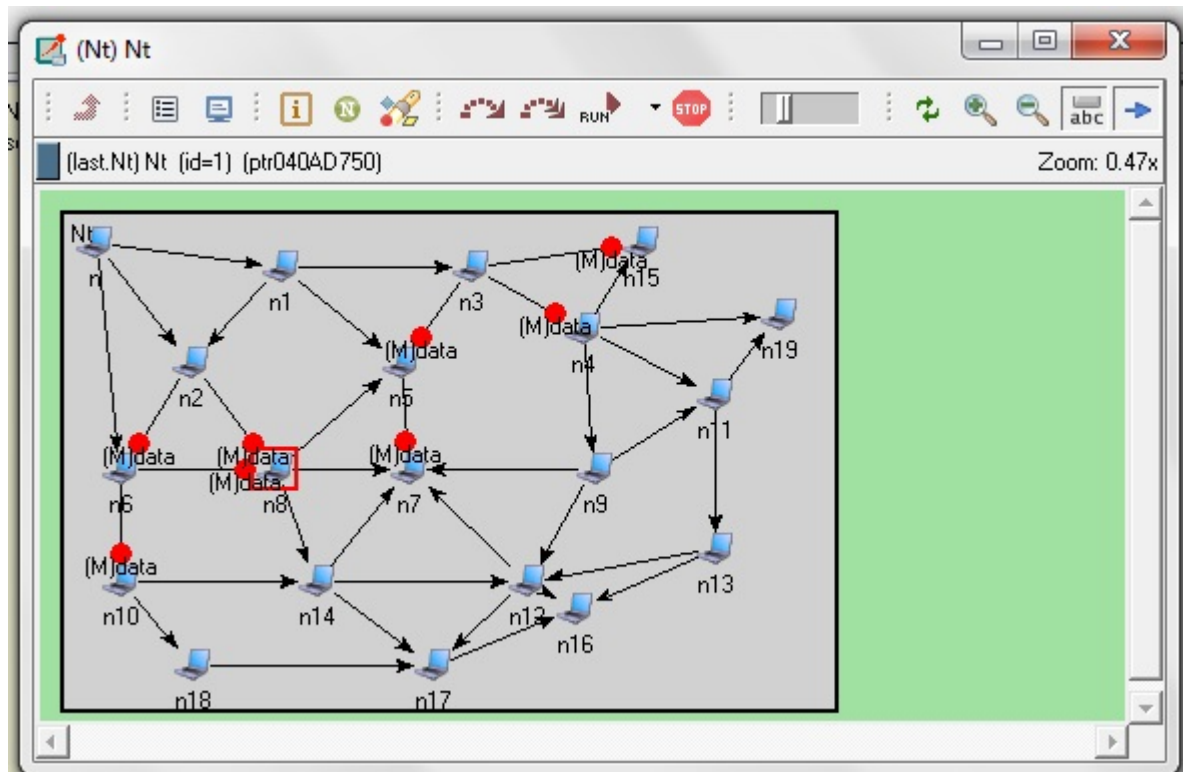 (Nt) Nt
RUN STOP abc
(last.Nt) Nt (id=1) (ptr040AD750) Zoom: 0.47x
Nt
n
n1
n3
(M)data
n15
(M)data
n4
n19
(M)data
n2
n5
n11
(M)data
(M)data
(M)data
(M)data
n6
n8
n7
n9
(M)data
n10
n14
n12
n13
n16
n18
n17